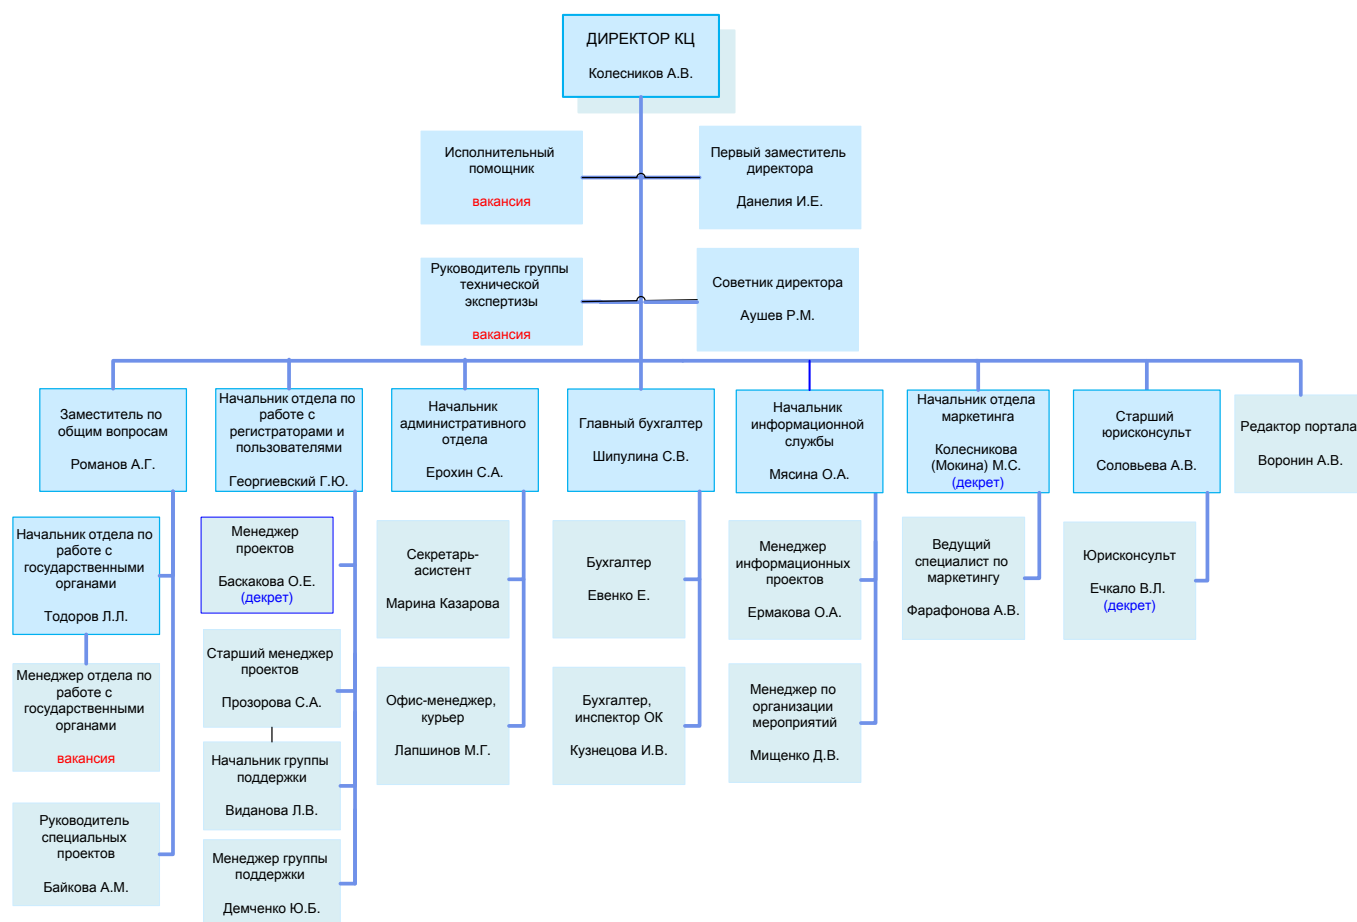 ДИРЕКТОР КЦ
Колесников А.В.
Исполнительный
помощник
вакансия
Первый заместитель
директора
Данелия И.Е.
Руководитель группы
технической
экспертизы
вакансия
Советник директора
Аушев Р.М.
Заместитель по
общим вопросам
Романов А.Г.
Начальник отдела по
работе с
регистраторами и
пользователями
Георгиевский Г.Ю.
Начальник
административного
отдела
Ерохин С.А.
Главный бухгалтер
Шипулина С.В.
Начальник
информационной
службы
Мясина О.А.
Начальник отдела
маркетинга
Колесникова
(Мокина) М.С.
(декрет)
Старший
юрисконсульт
Соловьева А.В.
Редактор портала
Воронин А.В.
Начальник отдела по
работе с
государственными
органами
Тодоров Л.Л.
Менеджер
проектов
Баскакова О.Е.
(декрет)
Секретарь-
асистент
Марина Казарова
Бухгалтер
Евенко Е.
Менеджер
информационных
проектов
Ермакова О.А.
Ведущий
специалист по
маркетингу
Фарафонова А.В.
Юрисконсульт
Ечкало В.Л.
(декрет)
Менеджер отдела по
работе с
государственными
органами
вакансия
Старший менеджер
проектов
Прозорова С.А.
Офис-менеджер,
курьер
Лапшинов М.Г.
Бухгалтер,
инспектор ОК
Кузнецова И.В.
Менеджер по
организации
мероприятий
Мищенко Д.В.
Начальник группы
поддержки
Виданова Л.В.
Руководитель
специальных
проектов
Байкова А.М.
Менеджер группы
поддержки
Демченко Ю.Б.